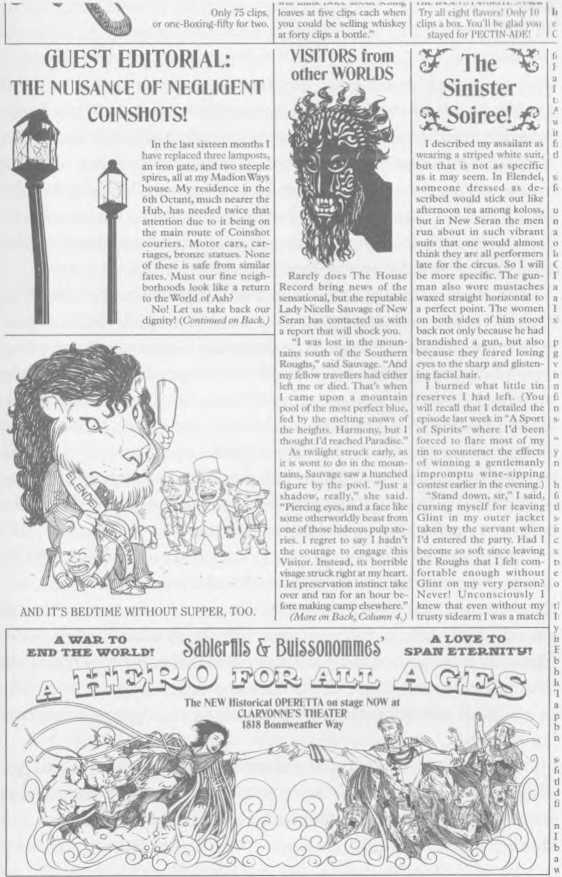 Only 75 clips,
or one-Boxing-fifty for two.
loaves at five clips each when
you could be selling whiskey
at forty clips a bottle."
Try all eight flavors! Only 10
clips a box. You'll be glad you
stayed for PECTIN-ADE!
GUEST EDITORIAL:
THE NUISANCE OF NEGLIGENT
COINSHOTS!
In the last sixteen months I
have replaced three lamposts,
an iron gate, and two steeple
spires, all at my Madion Ways
house. My residence in the
6th Octant, much nearer the
Hub, has needed twice that
attention due to it being on
the main route of Coinshot
couriers. Motor cars, car-
riages, bronze statues. None
of these is safe from similar
fates. Must our fine neigh-
borhoods look like a return
to the World of Ash?
No! Let us take back our
dignity! (Continued on Back.)
ELENDEL
AND IT'S BEDTIME WITHOUT SUPPER, TOO.
VISITORS from
other WORLDS
Rarely does The House
Record bring news of the
sensational, but the reputable
Lady Nicelle Sauvage of New
Seran has contacted us with
a report that will shock you.
"I was lost in the moun-
tains south of the Southern
Roughs," said Sauvage. "And
my fellow travellers had either
left me or died. That's when
I came upon a mountain
pool of the most perfect blue,
fed by the melting snows of
the heights. Harmony, but I
thought I'd reached Paradise."
As twilight struck early, as
it is wont to do in the moun-
tains, Sauvage saw a hunched
figure by the pool. "Just a
shadow, really," she said.
"Piercing eyes, and a face like
some otherworldly beast from
one of those hideous pulp sto-
ries. I regret to say I hadn't
the courage to engage this
Visitor. Instead, its horrible
visage struck right at my heart.
I let preservation instinct take
over and ran for an hour be-
fore making camp elsewhere."
(More on Back, Column 4.)
The
Sinister
Soiree!
I described my assailant as
wearing a striped white suit,
but that is not as specific
as it may seem. In Elendel,
someone dressed as de-
scribed would stick out like
afternoon tea among koloss,
but in New Seran the men
run about in such vibrant
suits that one would almost
think they are all performers
late for the circus. So I will
be more specific. The gun-
man also wore mustaches
waxed straight horizontal to
a perfect point. The women
on both sides of him stood
back not only because he had
brandished a gun, but also
because they feared losing
eyes to the sharp and glisten-
ing facial hair.
I burned what little tin
reserves I had left. (You
will recall that I detailed the
episode last week in "A Sport
of Spirits" where I'd been
forced to flare most of my
tin to counteract the effects
of winning a gentlemanly
impromptu wine-sipping
contest earlier in the evening.)
"Stand down, sir," I said,
cursing myself for leaving
Glint in my outer jacket
taken by the servant when
I'd entered the party. Had I
become so soft since leaving
the Roughs that I felt com-
fortable enough without
Glint on my very person?
Never! Unconsciously I
knew that even without my
trusty sidearm I was a match
A WAR TO
END THE WORLD!
Sablerfils & Buissonommes'
A LOVE TO
SPAN ETERNITY!
A HERO FOR ALL AGES
The NEW Historical OPERETTA on stage NOW at
CLARYONNE'S THEATER
1818 Bonnweather Way